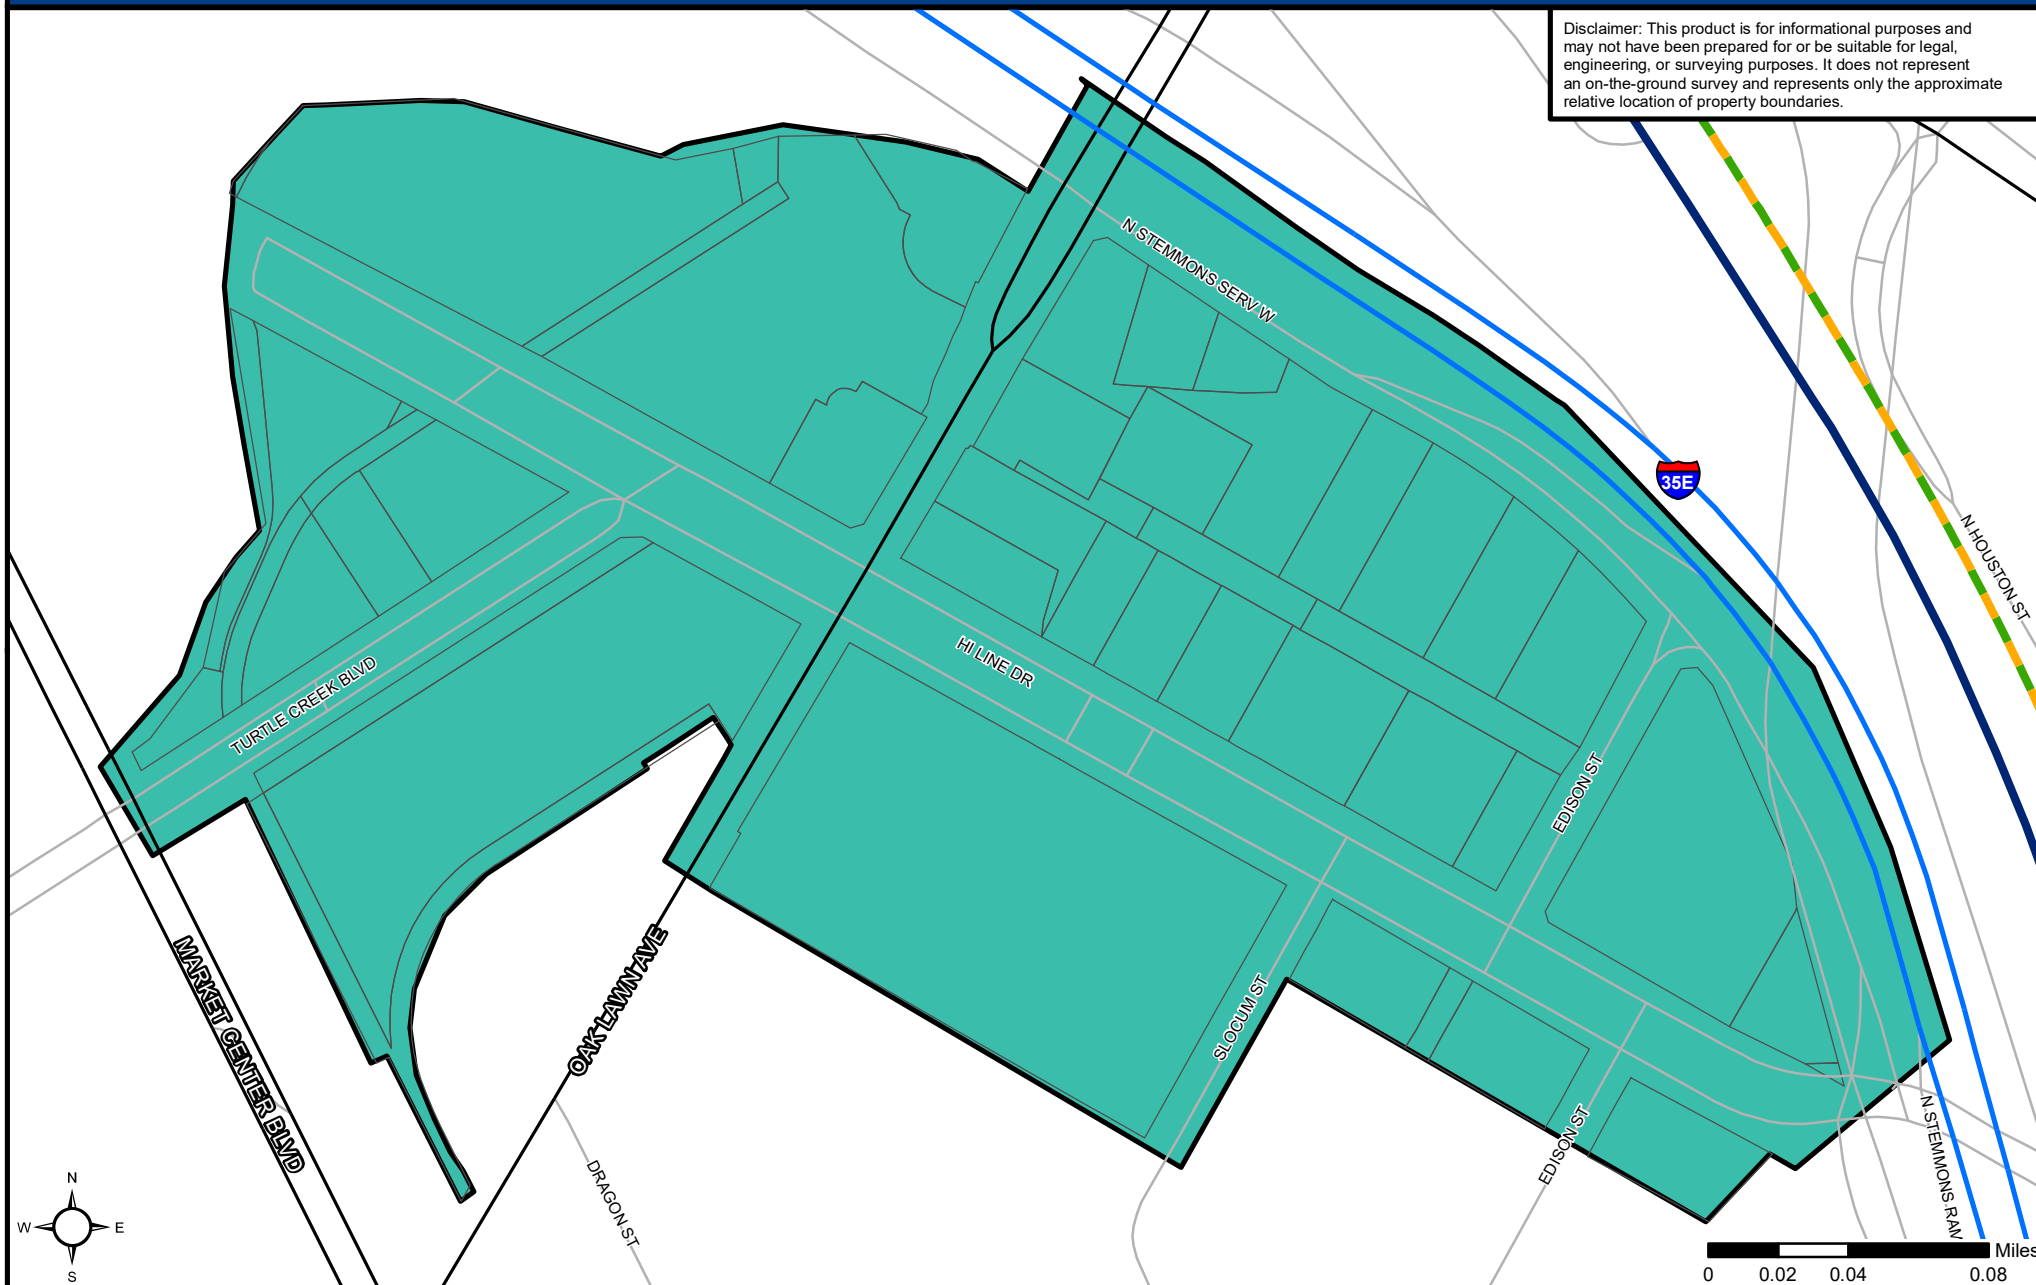 Disclaimer: This product is for informational purposes and
may not have been prepared for or be suitable for legal,
engineering, or surveying purposes. It does not represent
an on-the-ground survey and represents only the approximate
relative location of property boundaries.
N STEMMONS SERV W
35E
N HOUSTON ST
HI LINE DR
TURTLE CREEK BLVD
EDISON ST
MARKET CENTER BLVD
OAK LAWN AVE
SLOCUM ST
EDISON ST
N STEMMONS RAM
DRAGON ST
N
W E
S
Miles
0 0.02 0.04 0.08